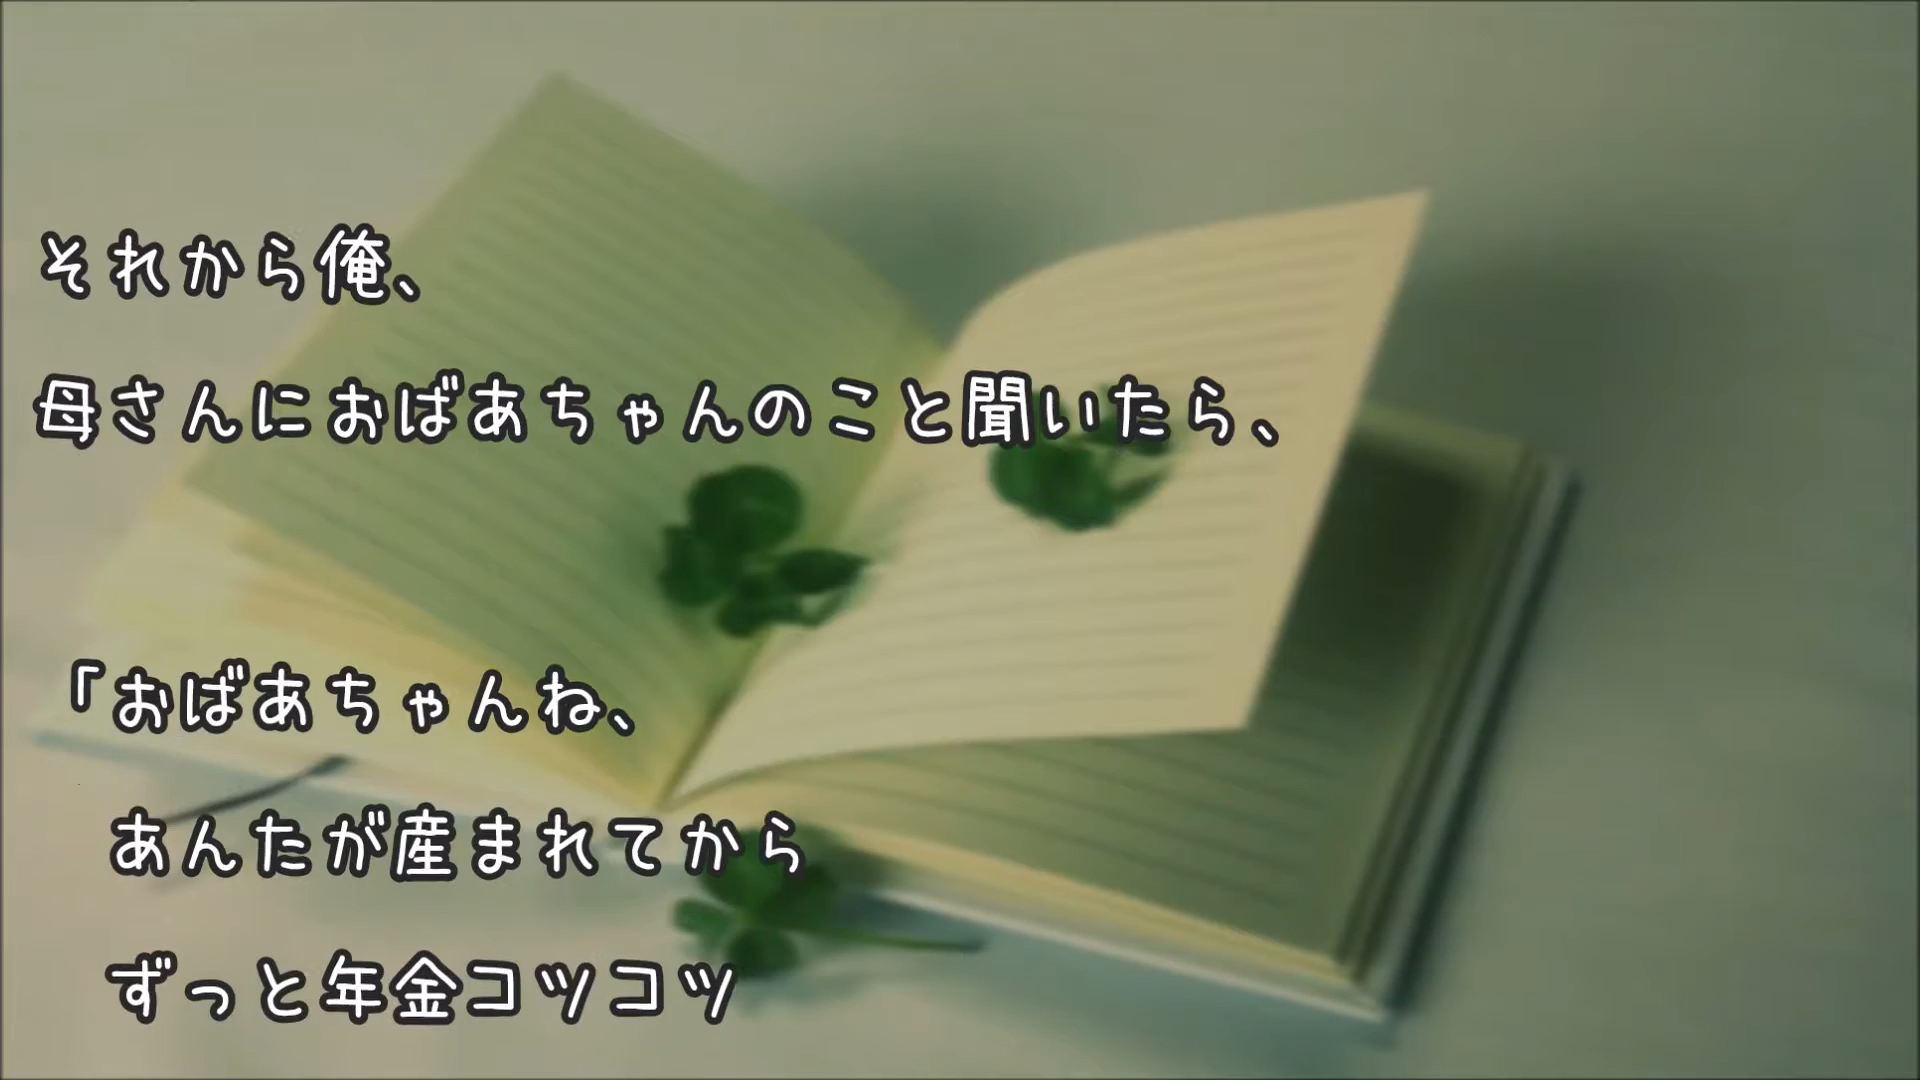 それから俺、
母さんにおばあちゃんのこと聞いたら、
「おばあちゃんね、
あんたが産まれてから
ずっと年金コツコツ